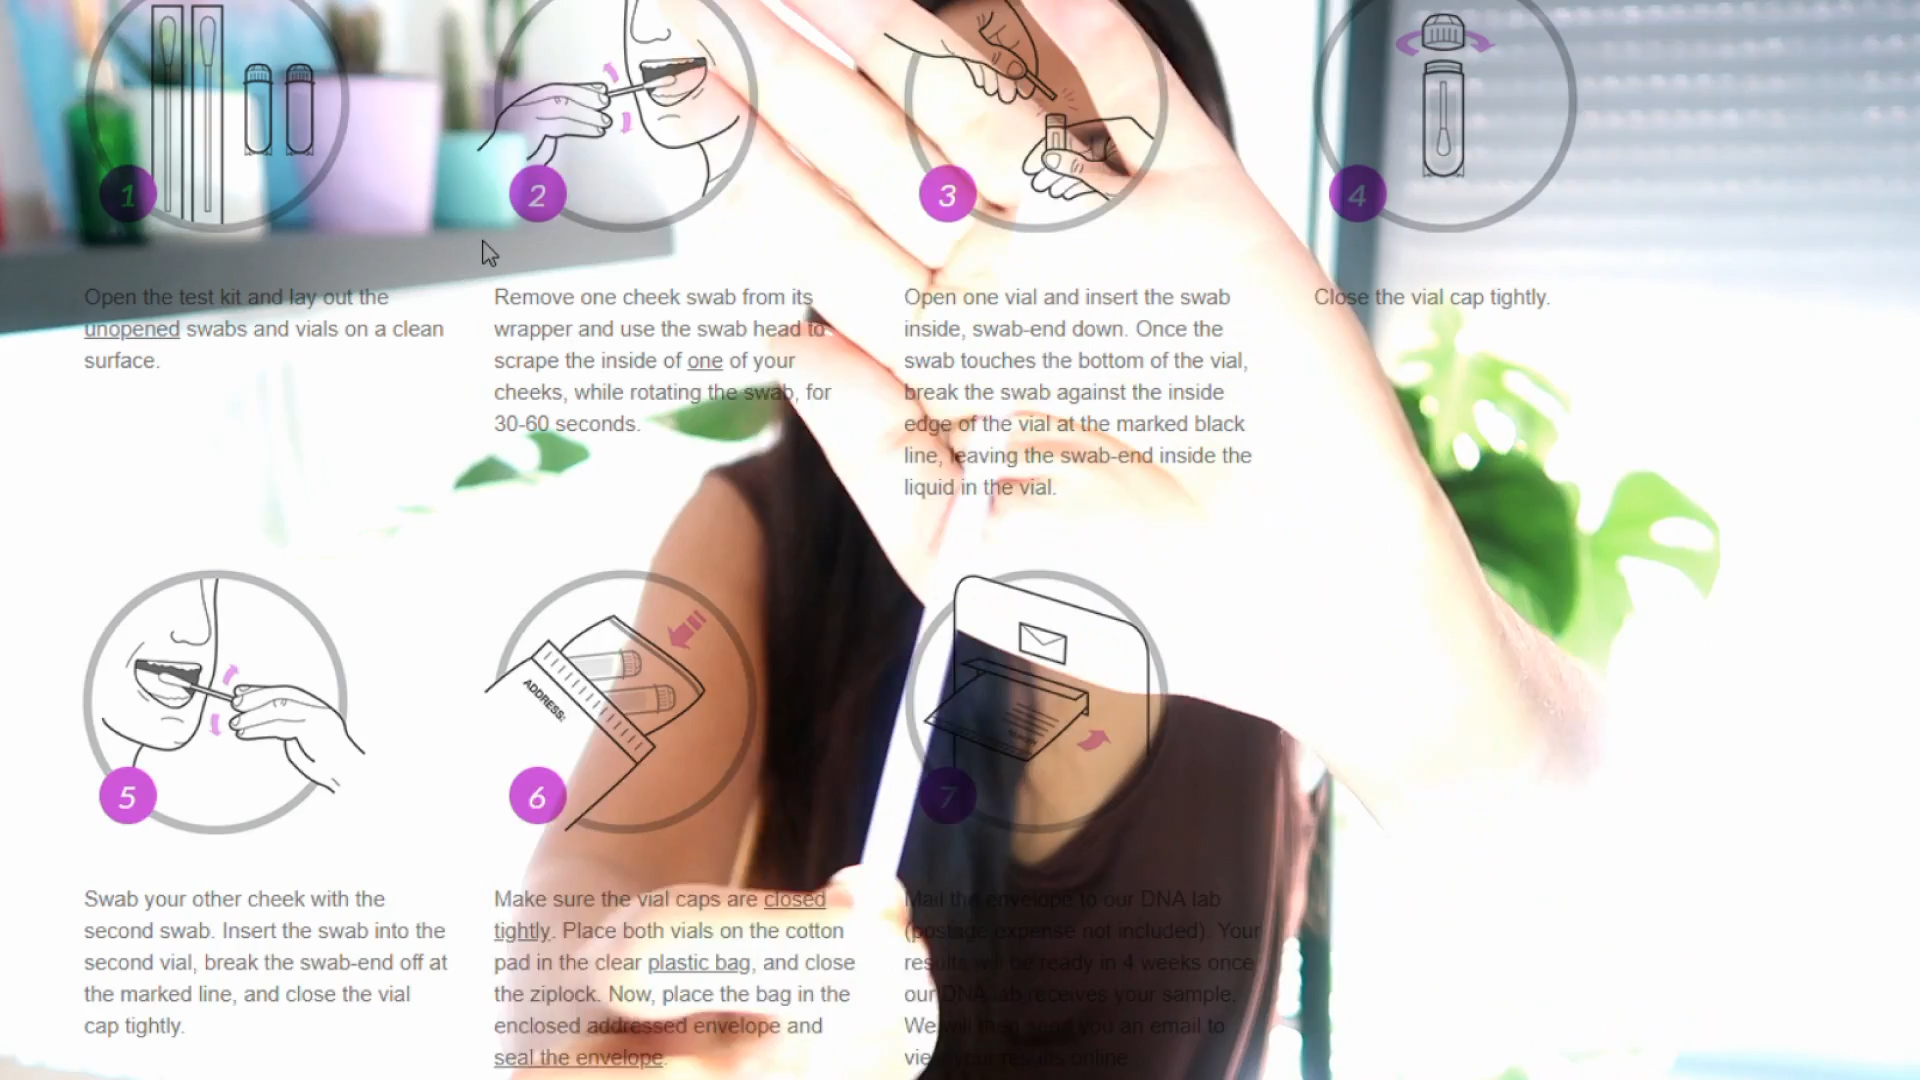 1
2
3
4
Open the test kit and lay out the
unopened swabs and vials on a clean
surface.
Remove one cheek swab from its
wrapper and use the swab head to
scrape the inside of one of your
cheeks, while rotating the swab, for
30-60 seconds.
Open one vial and insert the swab
inside, swab-end down. Once the
swab touches the bottom of the vial,
break the swab against the inside
edge of the vial at the marked black
line, leaving the swab-end inside the
liquid in the vial.
Close the vial cap tightly.
ADDRESS:
5
6
7
Swab your other cheek with the
second swab. Insert the swab into the
second vial, break the swab-end off at
the marked line, and close the vial
cap tightly.
Make sure the vial caps are closed
tightly. Place both vials on the cotton
pad in the clear plastic bag, and close
the ziplock. Now, place the bag in the
enclosed addressed envelope and
seal the envelope.
Mail the envelope to our DNA lab
(postage expense not included). Your
results will be ready in 4 weeks once
our DNA lab receives your sample.
We will then send you an email to
view your results online